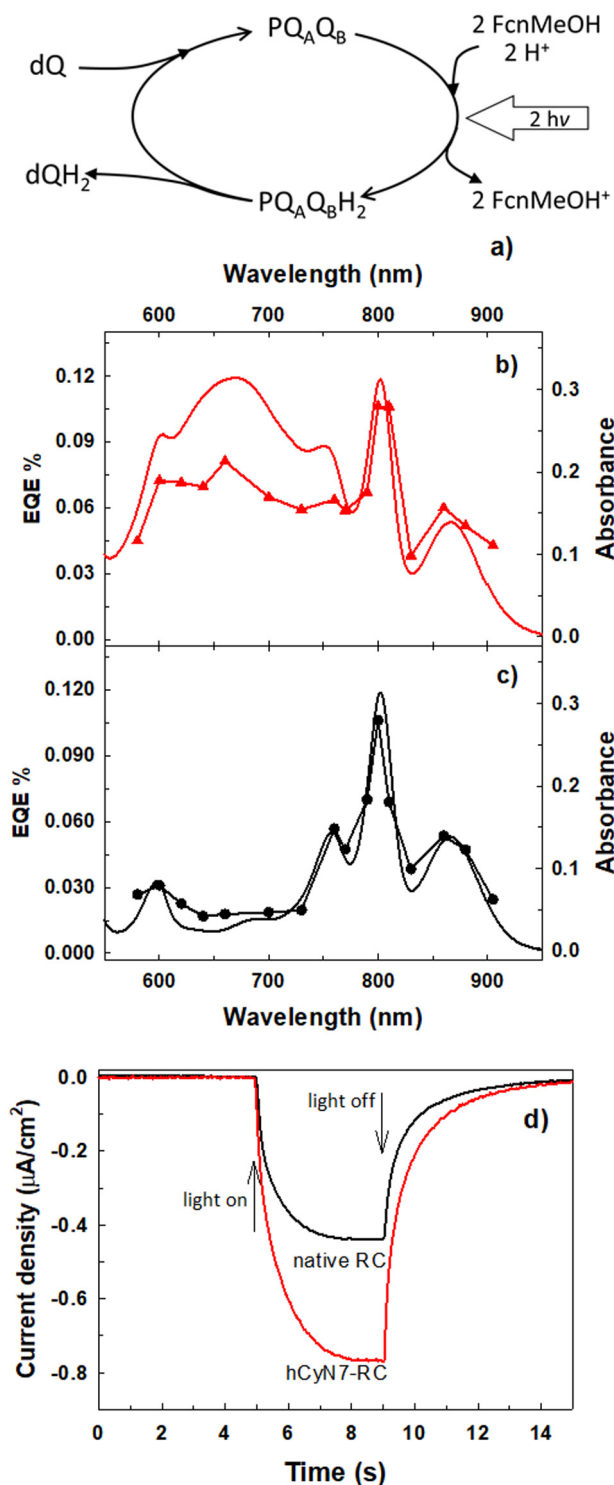 PQ_AQ_B
2 FcnMeOH
2 H⁺
dQ
2 hν
dQH₂
PQ_AQ_BH₂
2 FcnMeOH⁺
a)
Wavelength (nm)
600 700 800 900
b)
0.12
0.09
0.06
0.03
0.00
EQE %
0.3
0.2
0.1
0.0
Absorbance
c)
0.120
0.090
0.060
0.030
0.000
EQE %
0.3
0.2
0.1
0.0
Absorbance
600 700 800 900
Wavelength (nm)
d)
0.0
-0.2
-0.4
-0.6
-0.8
Current density (µA/cm²)
light off
light on
native RC
hCyN7-RC
0 2 4 6 8 10 12 14
Time (s)